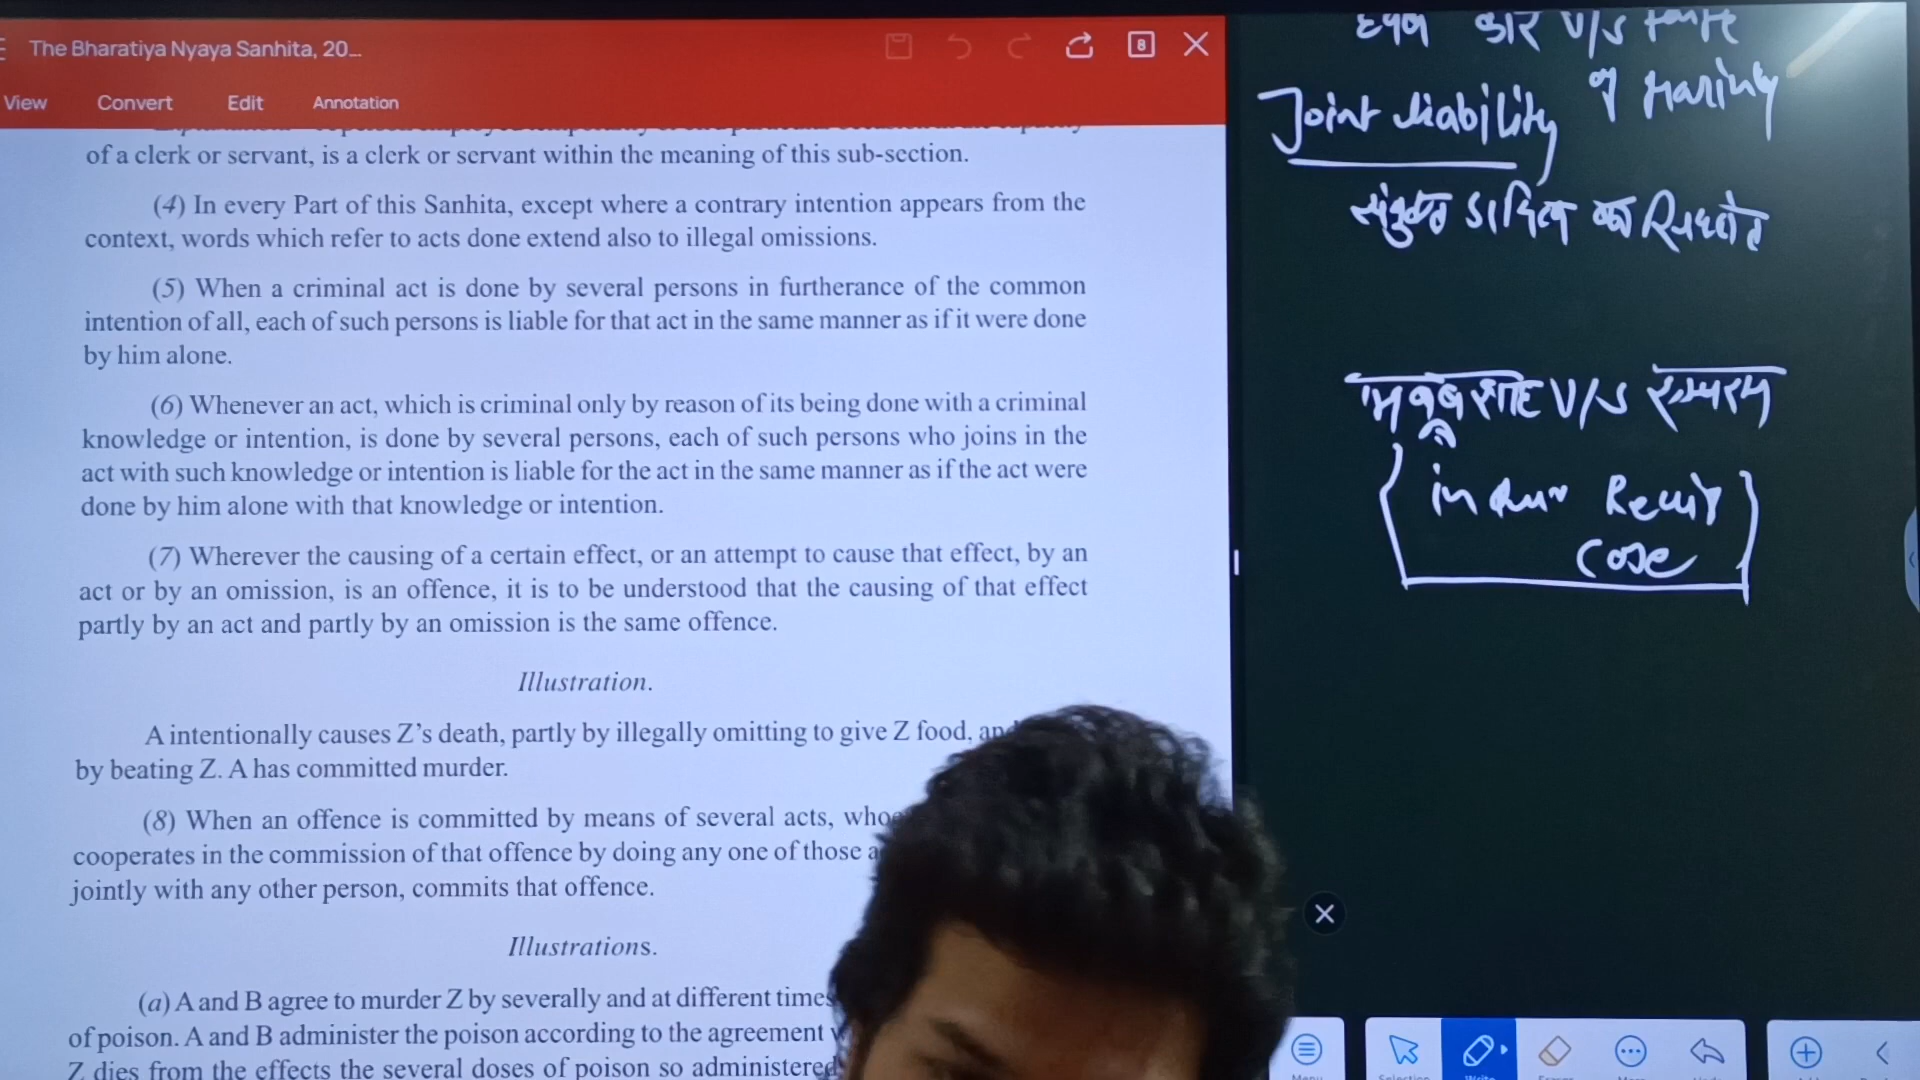 The Bharatiya Nyaya Sanhita, 20...
8
View Convert Edit Annotation
of a clerk or servant, is a clerk or servant within the meaning of this sub-section.
(4) In every Part of this Sanhita, except where a contrary intention appears from the
context, words which refer to acts done extend also to illegal omissions.
(5) When a criminal act is done by several persons in furtherance of the common
intention of all, each of such persons is liable for that act in the same manner as if it were done
by him alone.
(6) Whenever an act, which is criminal only by reason of its being done with a criminal
knowledge or intention, is done by several persons, each of such persons who joins in the
act with such knowledge or intention is liable for the act in the same manner as if the act were
done by him alone with that knowledge or intention.
(7) Wherever the causing of a certain effect, or an attempt to cause that effect, by an
act or by an omission, is an offence, it is to be understood that the causing of that effect
partly by an act and partly by an omission is the same offence.
Illustration.
A intentionally causes Z's death, partly by illegally omitting to give Z food,
by beating Z. A has committed murder.
(8) When an offence is committed by means of several acts,
cooperates in the commission of that offence by doing any one of those
jointly with any other person, commits that offence.
Illustrations.
(a) A and B agree to murder Z by severally and at different times
of poison. A and B administer the poison according to the agreement
Z dies from the effects the several doses of poison so administered
V/S
Joint liability
संयुक्त का
V/S
in
Case
Menu Selection Write Eraser